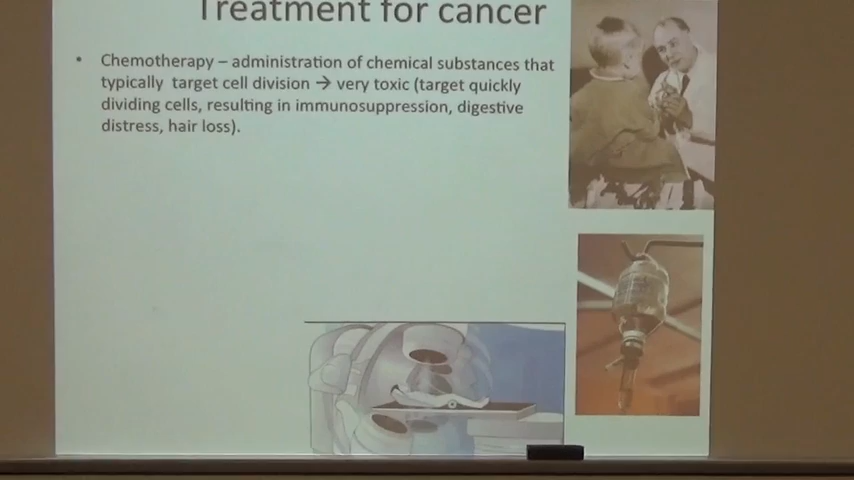 Treatment for cancer
• Chemotherapy – administration of chemical substances that
typically target cell division → very toxic (target quickly
dividing cells, resulting in immunosuppression, digestive
distress, hair loss).